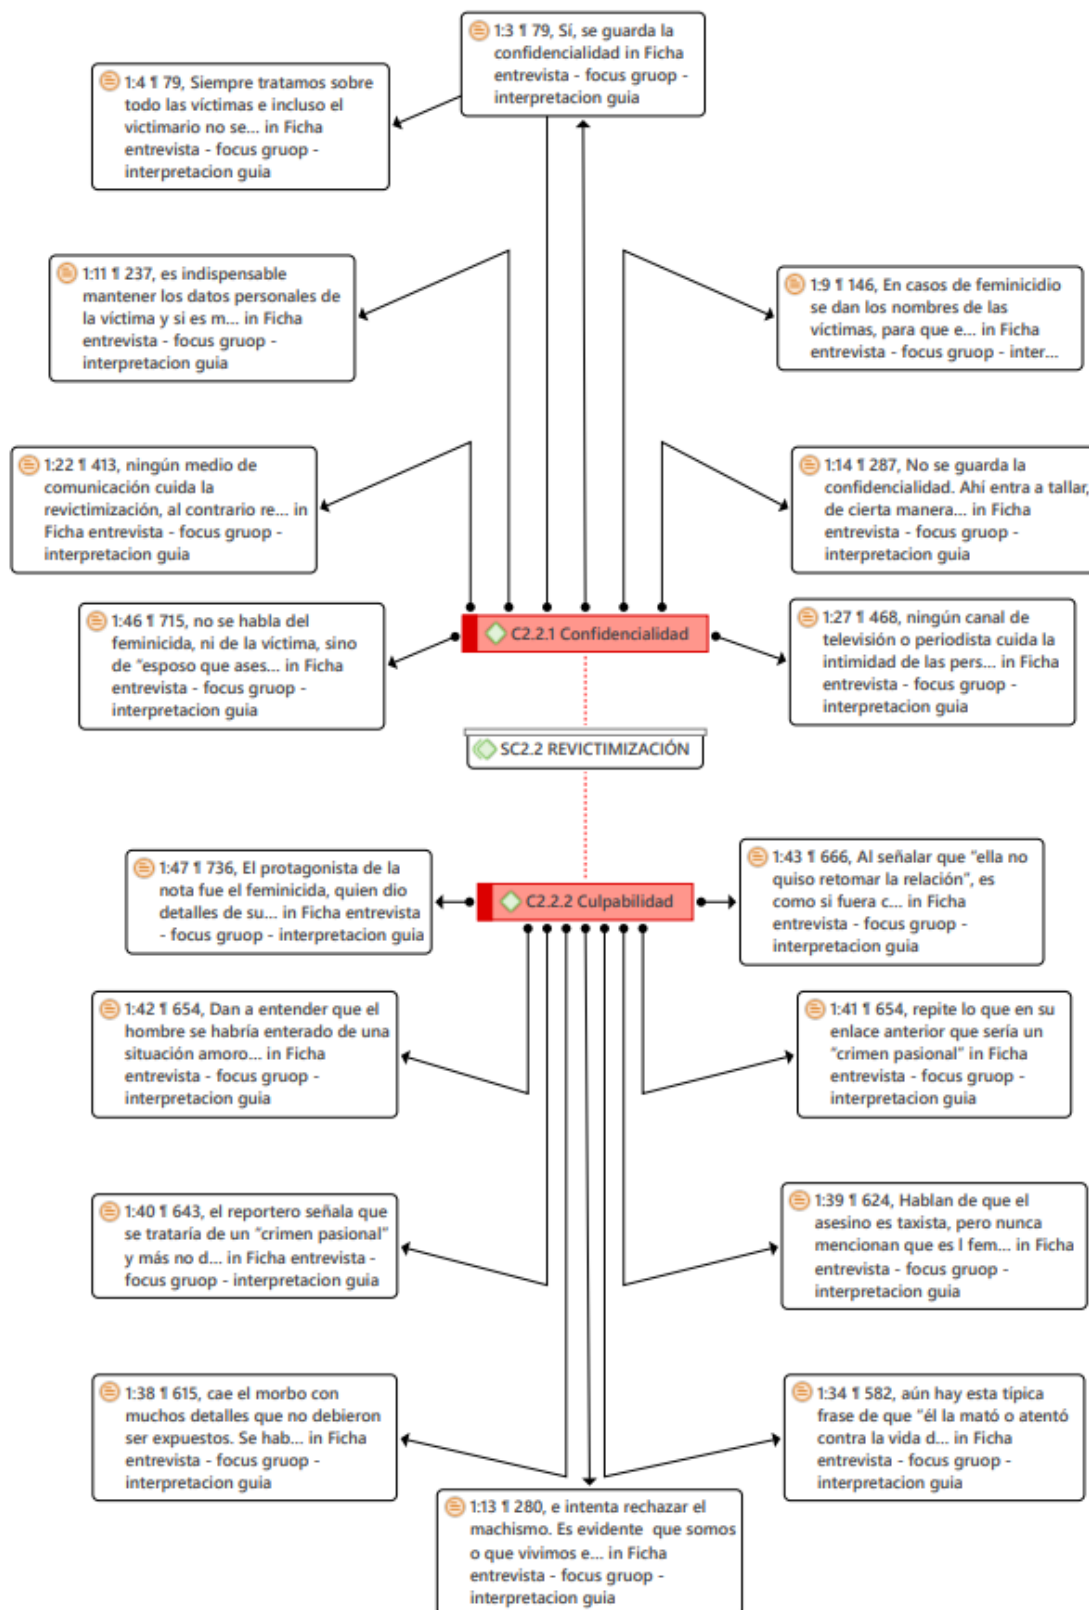 1:3 ¶ 79, Sí, se guarda la
confidencialidad in Ficha
entrevista - focus gruop -
interpretacion guia
1:4 ¶ 79, Siempre tratamos sobre
todo las víctimas e incluso el
victimario no se... in Ficha
entrevista - focus gruop -
interpretacion guia
1:11 ¶ 237, es indispensable
mantener los datos personales de
la víctima y si es m... in Ficha
entrevista - focus gruop -
interpretacion guia
1:9 ¶ 146, En casos de feminicidio
se dan los nombres de las
víctimas, para que e... in Ficha
entrevista - focus gruop - inter...
1:22 ¶ 413, ningún medio de
comunicación cuida la
revictimización, al contrario re... in
Ficha entrevista - focus gruop -
interpretacion guia
1:14 ¶ 287, No se guarda la
confidencialidad. Ahí entra a tallar,
de cierta manera... in Ficha
entrevista - focus gruop -
interpretacion guia
1:46 ¶ 715, no se habla del
feminicida, ni de la víctima, sino
de "esposo que ases... in Ficha
entrevista - focus gruop -
interpretacion guia
C2.2.1 Confidencialidad
1:27 ¶ 468, ningún canal de
televisión o periodista cuida la
intimidad de las pers... in Ficha
entrevista - focus gruop -
interpretacion guia
SC2.2 REVICTIMIZACIÓN
1:47 ¶ 736, El protagonista de la
nota fue el feminicida, quien dio
detalles de su... in Ficha entrevista
- focus gruop - interpretacion guia
C2.2.2 Culpabilidad
1:43 ¶ 666, Al señalar que "ella no
quiso retomar la relación", es
como si fuera c... in Ficha
entrevista - focus gruop -
interpretacion guia
1:42 ¶ 654, Dan a entender que el
hombre se habría enterado de una
situación amoro... in Ficha
entrevista - focus gruop -
interpretacion guia
1:41 ¶ 654, repite lo que en su
enlace anterior que sería un
"crimen pasional" in Ficha
entrevista - focus gruop -
interpretacion guia
1:40 ¶ 643, el reportero señala que
se trataría de un "crimen pasional"
y más no d... in Ficha entrevista -
focus gruop - interpretacion guia
1:39 ¶ 624, Hablan de que el
asesino es taxista, pero nunca
mencionan que es l fem... in Ficha
entrevista - focus gruop -
interpretacion guia
1:38 ¶ 615, cae el morbo con
muchos detalles que no debieron
ser expuestos. Se hab... in Ficha
entrevista - focus gruop -
interpretacion guia
1:34 ¶ 582, aún hay esta típica
frase de que "él la mató o atentó
contra la vida d... in Ficha
entrevista - focus gruop -
interpretacion guia
1:13 ¶ 280, e intenta rechazar el
machismo. Es evidente  que somos
o que vivimos e... in Ficha
entrevista - focus gruop -
interpretacion guia